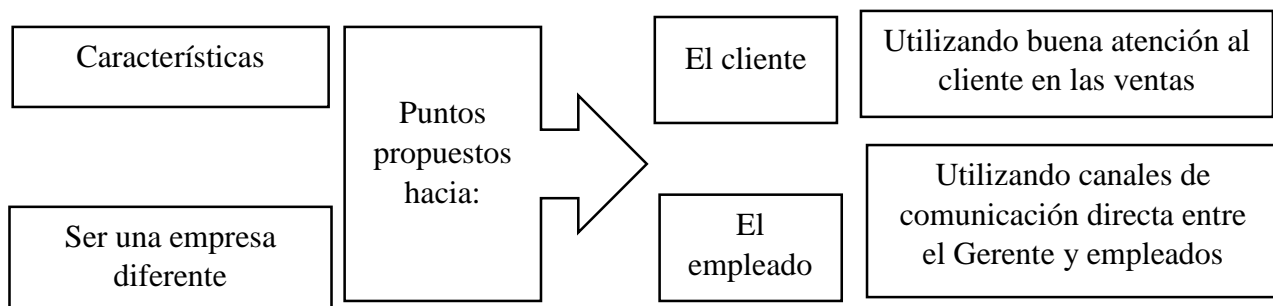 Características
Ser una empresa
diferente
Puntos
propuestos
hacia:
El cliente
Utilizando buena atención al
cliente en las ventas
El
empleado
Utilizando canales de
comunicación directa entre
el Gerente y empleados